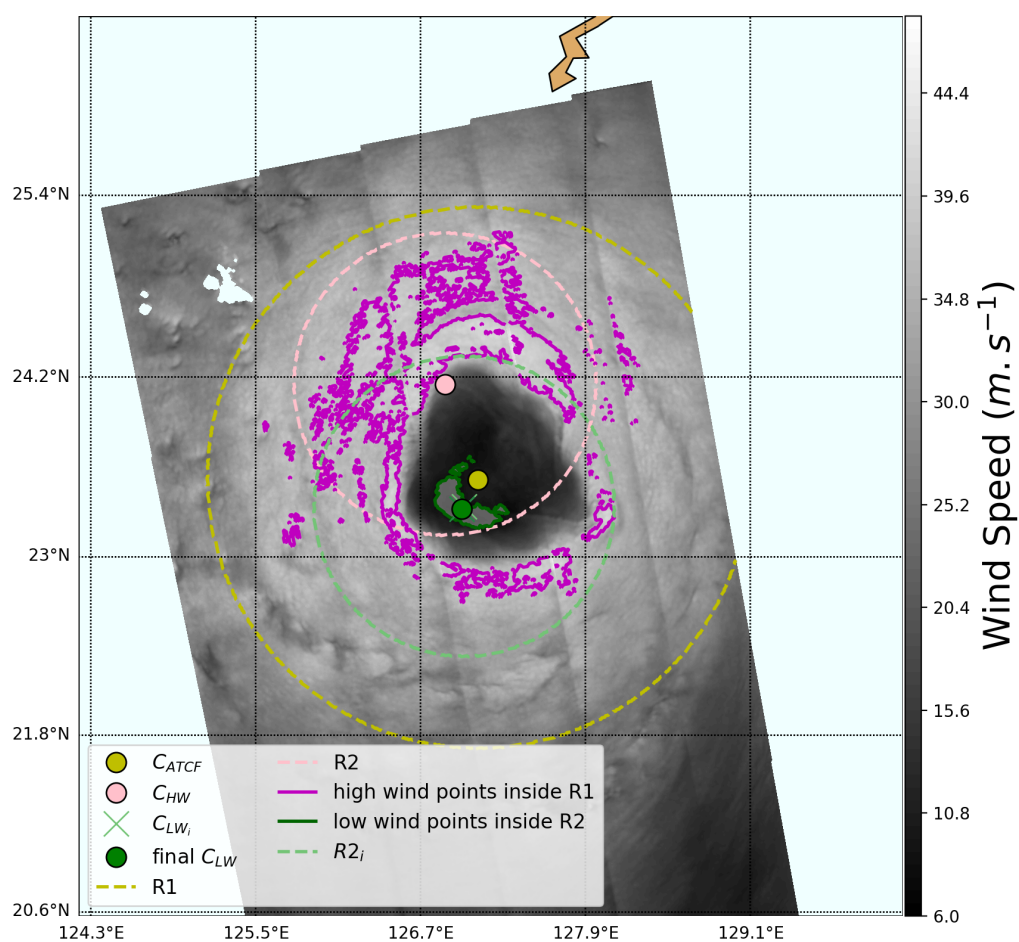 25.4°N
24.2°N
23°N
21.8°N
20.6°N
124.3°E
125.5°E
126.7°E
127.9°E
129.1°E
C_ATCF
C_HW
C_LW_i
final C_LW
R1
R2
high wind points inside R1
low wind points inside R2
R2_i
44.4
39.6
34.8
30.0
25.2
20.4
15.6
10.8
6.0
Wind Speed (m.s⁻¹)